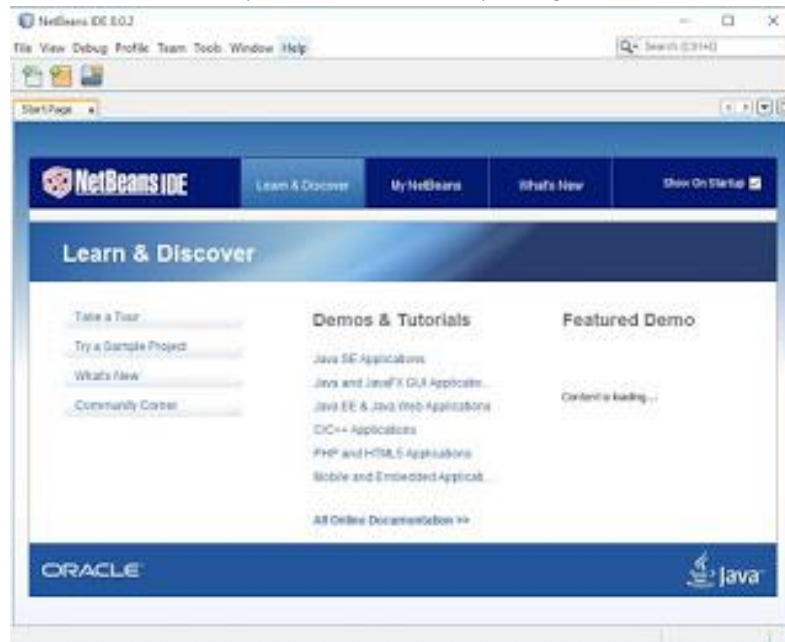 NetBeans IDE 8.0.2
File View Debug Profile Team Tools Window Help
Search (Ctrl+I)
Start Page
NetBeans IDE
Learn & Discover
My NetBeans
What's New
Show On Startup
Learn & Discover
Take a Tour
Try a Sample Project
What's New
Community Corner
Demos & Tutorials
Java SE Applications
Java and JavaFX GUI Applicatio...
Java EE & Java Web Applications
C/C++ Applications
PHP and HTML5 Applications
Mobile and Embedded Applicati...
All Online Documentation >>
Featured Demo
Content is loading...
ORACLE
Java